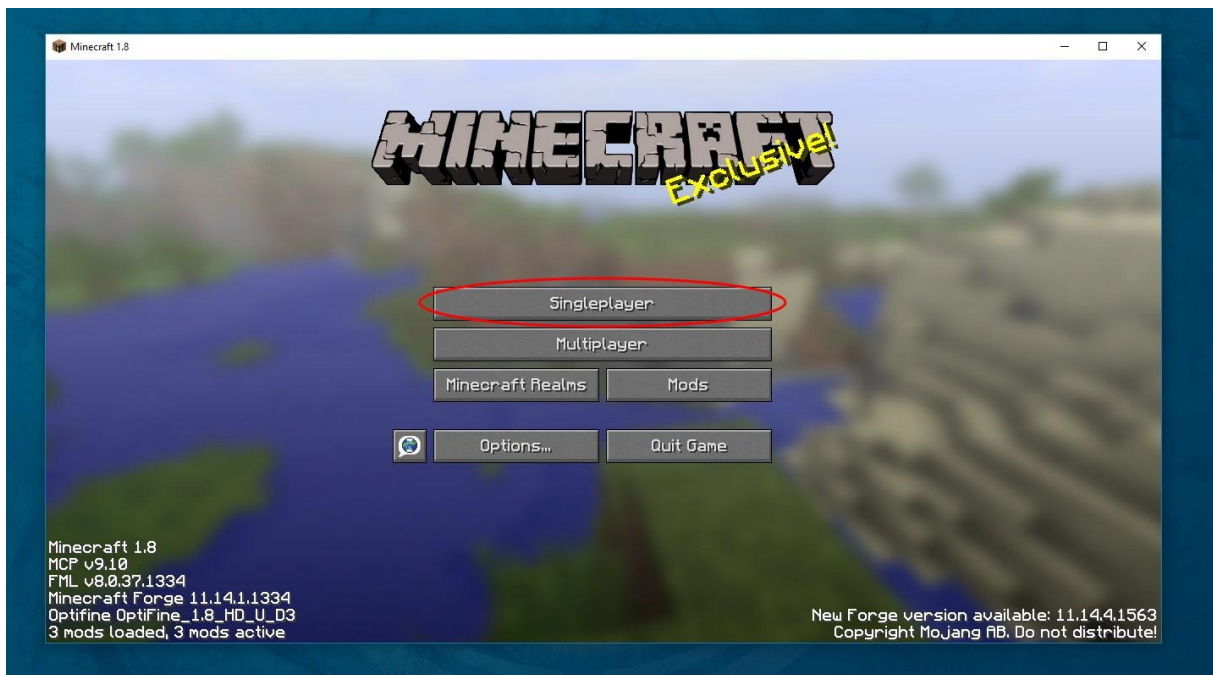 Minecraft 1.8
MINECRAFT
Exclusive!
Singleplayer
Multiplayer
Minecraft Realms
Mods
Options...
Quit Game
Minecraft 1.8
MCP v9.10
FML v8.0.37.1334
Minecraft Forge 11.14.1.1334
Optifine OptiFine_1.8_HD_U_D3
3 mods loaded, 3 mods active
New Forge version available: 11.14.4.1563
Copyright Mojang AB. Do not distribute!